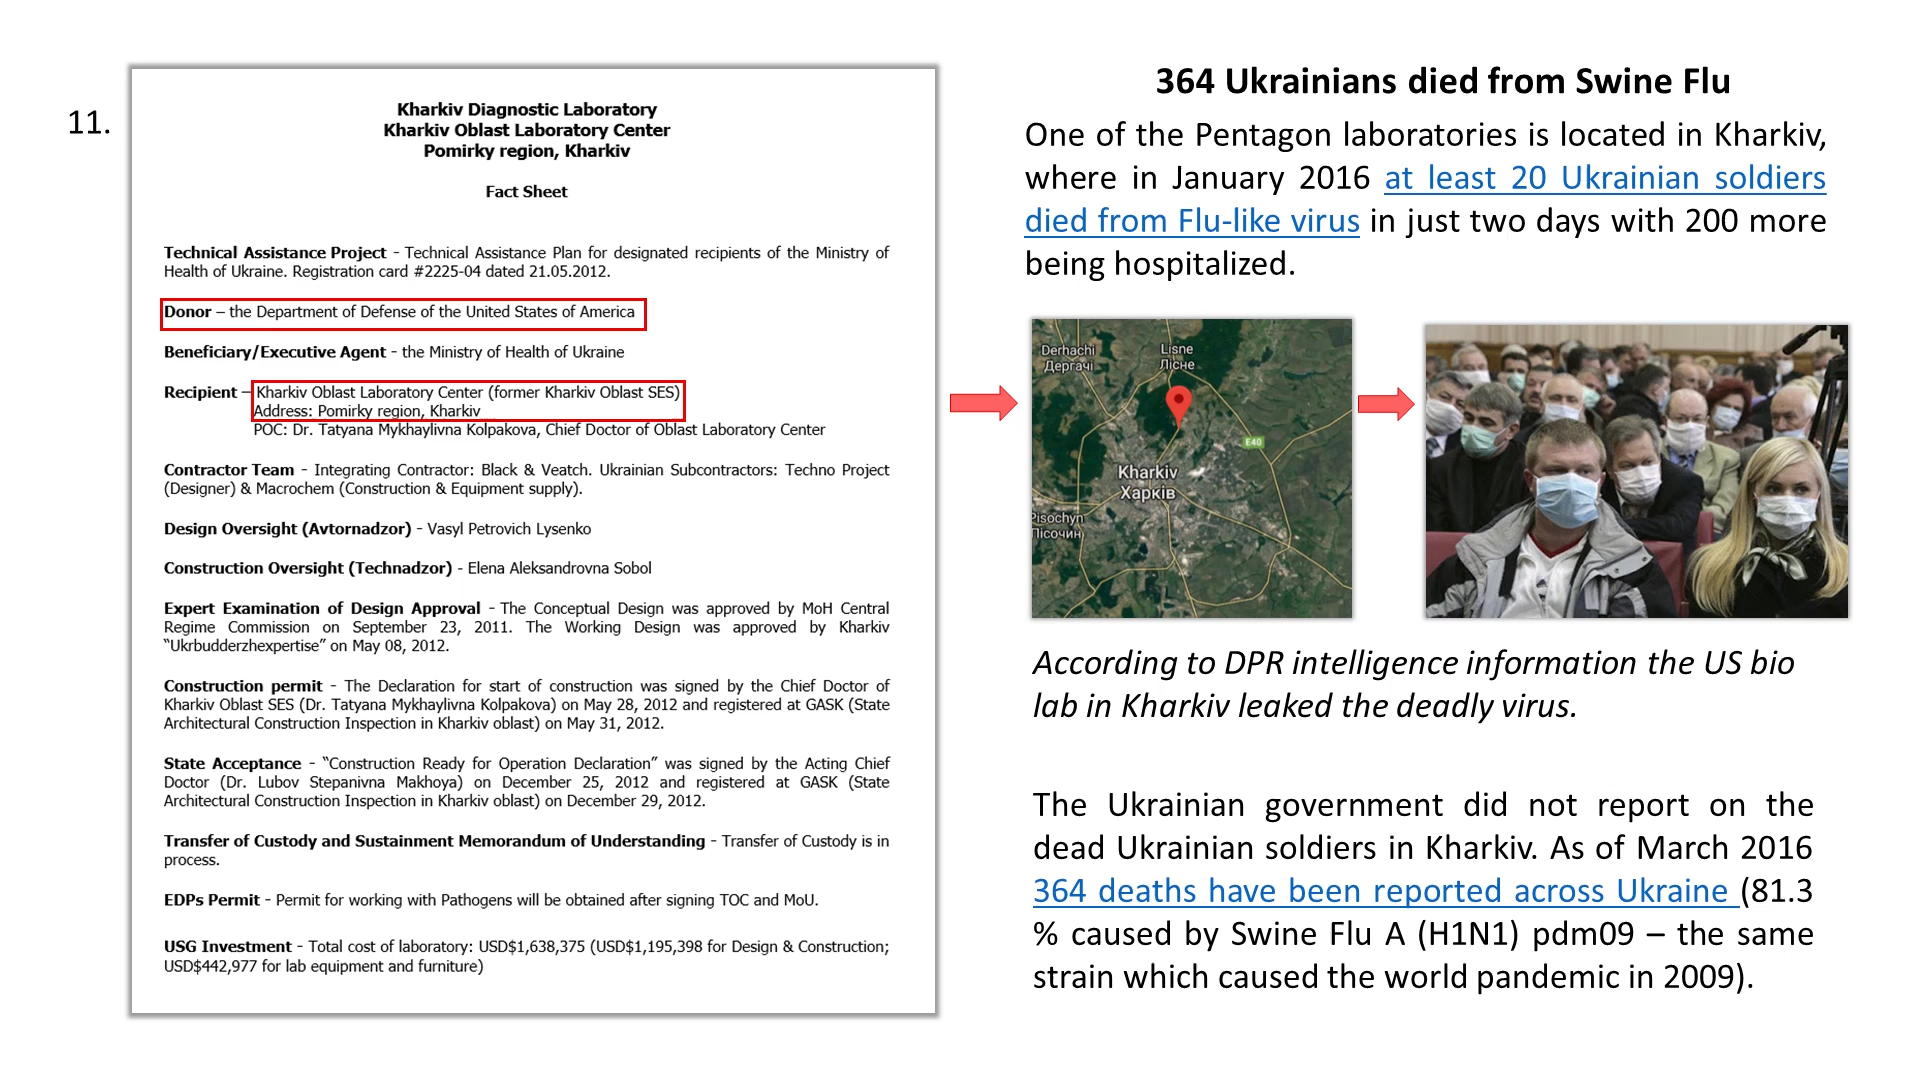 11.
Kharkiv Diagnostic Laboratory
Kharkiv Oblast Laboratory Center
Pomirky region, Kharkiv
Fact Sheet
Technical Assistance Project - Technical Assistance Plan for designated recipients of the Ministry of
Health of Ukraine. Registration card #2225-04 dated 21.05.2012.
Donor – the Department of Defense of the United States of America
Beneficiary/Executive Agent - the Ministry of Health of Ukraine
Recipient – Kharkiv Oblast Laboratory Center (former Kharkiv Oblast SES)
Address: Pomirky region, Kharkiv
POC: Dr. Tatyana Mykhaylivna Kolpakova, Chief Doctor of Oblast Laboratory Center
Contractor Team - Integrating Contractor: Black & Veatch. Ukrainian Subcontractors: Techno Project
(Designer) & Macrochem (Construction & Equipment supply).
Design Oversight (Avtornadzor) - Vasyl Petrovich Lysenko
Construction Oversight (Technadzor) - Elena Aleksandrovna Sobol
Expert Examination of Design Approval - The Conceptual Design was approved by MoH Central
Regime Commission on September 23, 2011. The Working Design was approved by Kharkiv
“Ukrbudderzhexpertise” on May 08, 2012.
Construction permit - The Declaration for start of construction was signed by the Chief Doctor of
Kharkiv Oblast SES (Dr. Tatyana Mykhaylivna Kolpakova) on May 28, 2012 and registered at GASK (State
Architectural Construction Inspection in Kharkiv oblast) on May 31, 2012.
State Acceptance - “Construction Ready for Operation Declaration” was signed by the Acting Chief
Doctor (Dr. Lubov Stepanivna Makhoya) on December 25, 2012 and registered at GASK (State
Architectural Construction Inspection in Kharkiv oblast) on December 29, 2012.
Transfer of Custody and Sustainment Memorandum of Understanding - Transfer of Custody is in
process.
EDPs Permit - Permit for working with Pathogens will be obtained after signing TOC and MoU.
USG Investment - Total cost of laboratory: USD$1,638,375 (USD$1,195,398 for Design & Construction;
USD$442,977 for lab equipment and furniture)
364 Ukrainians died from Swine Flu
One of the Pentagon laboratories is located in Kharkiv,
where in January 2016 at least 20 Ukrainian soldiers
died from Flu-like virus in just two days with 200 more
being hospitalized.
Derhachi
Дергачі
Lisne
Лісне
E40
Kharkiv
Харків
Pisochyn
Пісочин
According to DPR intelligence information the US bio
lab in Kharkiv leaked the deadly virus.
The Ukrainian government did not report on the
dead Ukrainian soldiers in Kharkiv. As of March 2016
364 deaths have been reported across Ukraine (81.3
% caused by Swine Flu A (H1N1) pdm09 – the same
strain which caused the world pandemic in 2009).